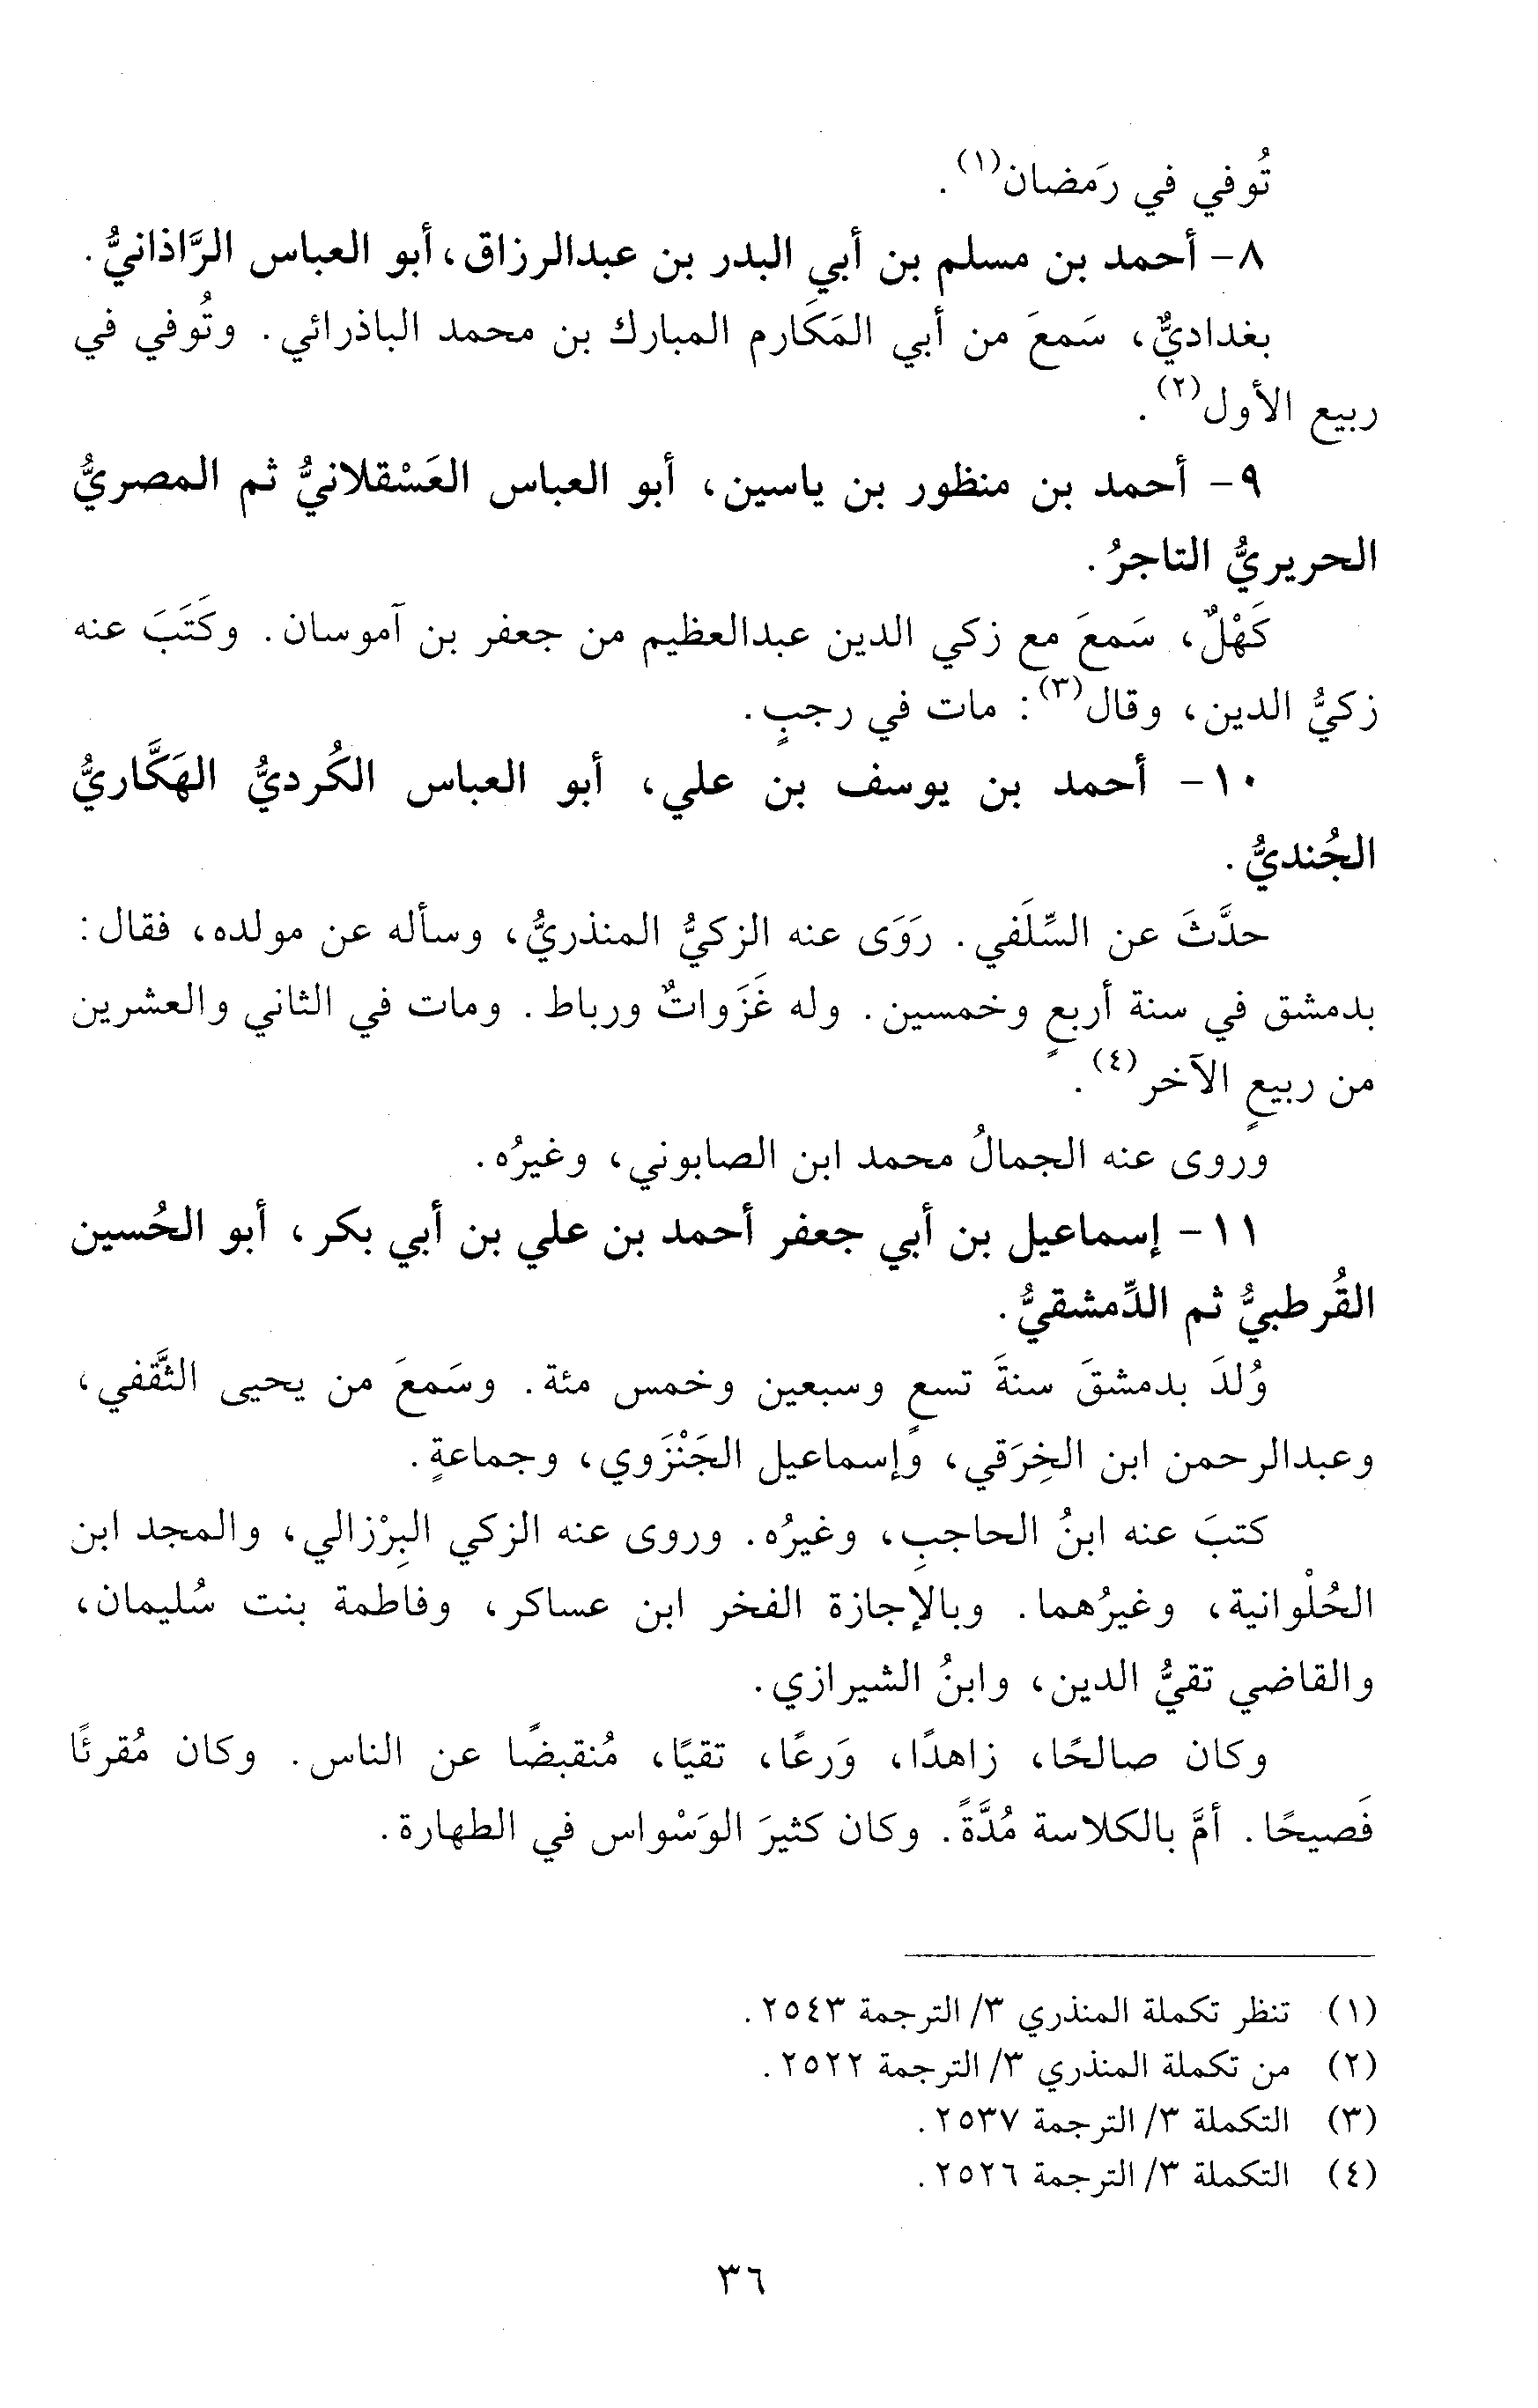 تُوفي في رَمضان(١).
٨- أحمد بن مسلم بن أبي البدر بن عبدالرزاق، أبو العباس الرَّاذانيُّ.
بغداديٌّ، سَمعَ من أبي المَكَارم المبارك بن محمد الباذرائي. وتُوفي في
ربيع الأول(٢).
٩- أحمد بن منظور بن ياسين، أبو العباس العَسْقلانيُّ ثم المصريُّ
الحريريُّ التاجرُ.
كَهْلٌ، سَمعَ مع زكي الدين عبدالعظيم من جعفر بن آموسان. وكَتَبَ عنه
زكيُّ الدين، وقال(٣): مات في رجبٍ.
١٠- أحمد بن يوسف بن علي، أبو العباس الكُرديُّ الهَكَّاريُّ
الجُنديُّ.
حدَّثَ عن السِّلَفي. رَوَى عنه الزكيُّ المنذريُّ، وسأله عن مولده، فقال:
بدمشق في سنة أربعٍ وخمسين. وله غَزَواتٌ ورباط. ومات في الثاني والعشرين
من ربيعٍ الآخر(٤).
وروى عنه الجمالُ محمد ابن الصابوني، وغيرُه.
١١- إسماعيل بن أبي جعفر أحمد بن علي بن أبي بكر، أبو الحُسين
القُرطبيُّ ثم الدِّمشقيُّ.
وُلدَ بدمشقَ سنةَ تسعٍ وسبعين وخمس مئة. وسَمعَ من يحيى الثَّقفي،
وعبدالرحمن ابن الخِرَقي، وإسماعيل الجَنْزَوي، وجماعةٍ.
كتبَ عنه ابنُ الحاجبِ، وغيرُه. وروى عنه الزكي البِرْزالي، والمجد ابن
الحُلْوانية، وغيرُهما. وبالإجازة الفخر ابن عساكر، وفاطمة بنت سُليمان،
والقاضي تقيُّ الدين، وابنُ الشيرازي.
وكان صالحًا، زاهدًا، وَرعًا، تقيًا، مُنقبضًا عن الناس. وكان مُقرئًا
فَصيحًا. أمَّ بالكلاسة مُدَّةً. وكان كثيرَ الوَسْواس في الطهارة.
(١) تنظر تكملة المنذري ٣/ الترجمة ٢٥٤٣.
(٢) من تكملة المنذري ٣/ الترجمة ٢٥٢٢.
(٣) التكملة ٣/ الترجمة ٢٥٣٧.
(٤) التكملة ٣/ الترجمة ٢٥٢٦.
٣٦